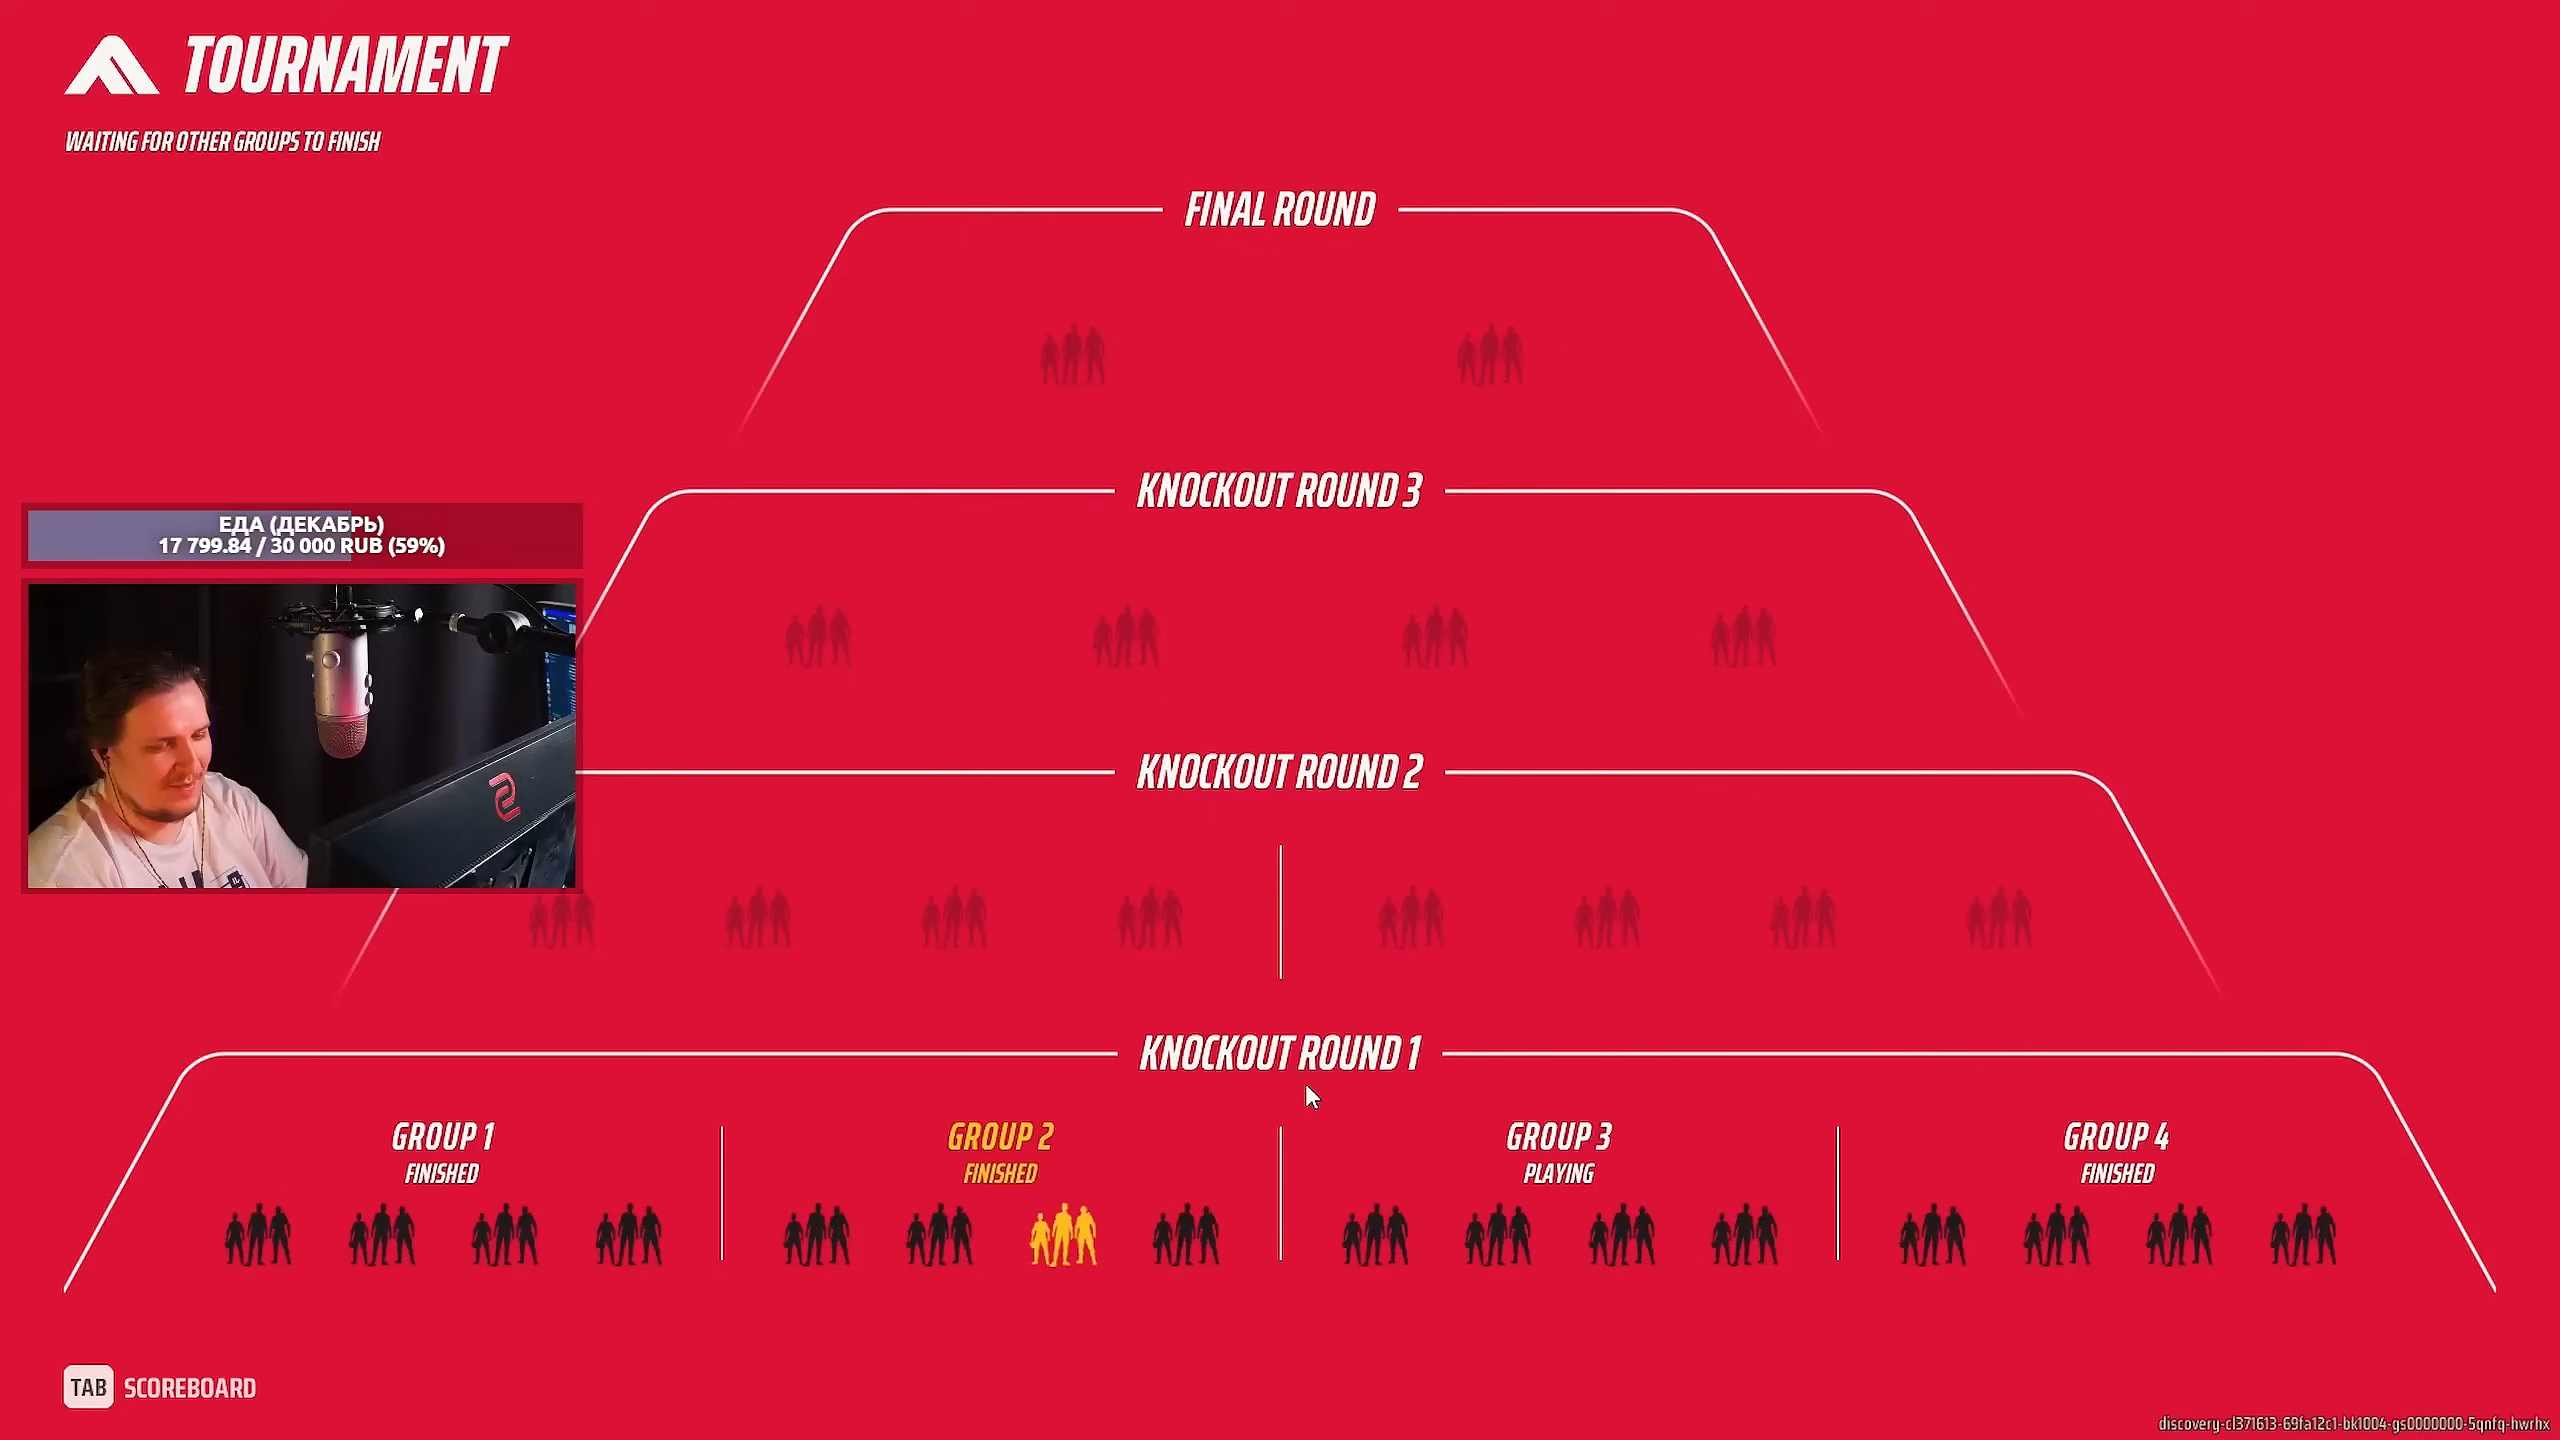 TOURNAMENT
WAITING FOR OTHER GROUPS TO FINISH
FINAL ROUND
KNOCKOUT ROUND 3
ЕДА (ДЕКАБРЬ)
17 799.84 / 30 000 RUB (59%)
KNOCKOUT ROUND 2
KNOCKOUT ROUND 1
GROUP 1
FINISHED
GROUP 2
FINISHED
GROUP 3
PLAYING
GROUP 4
FINISHED
TAB SCOREBOARD
discovery-cl371613-69fa12c1-bk1004-gs0000000-5qnfq-hwrhx